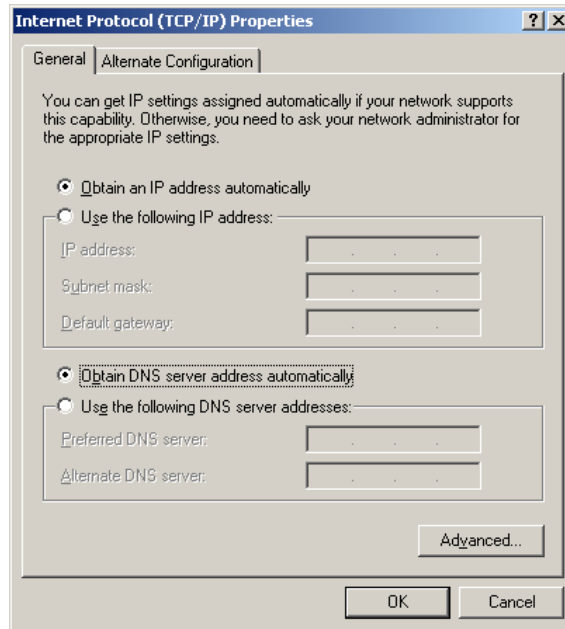 Internet Protocol (TCP/IP) Properties
General
Alternate Configuration
You can get IP settings assigned automatically if your network supports
this capability. Otherwise, you need to ask your network administrator for
the appropriate IP settings.
Obtain an IP address automatically
Use the following IP address:
IP address:
Subnet mask:
Default gateway:
Obtain DNS server address automatically
Use the following DNS server addresses:
Preferred DNS server:
Alternate DNS server:
Advanced...
OK
Cancel